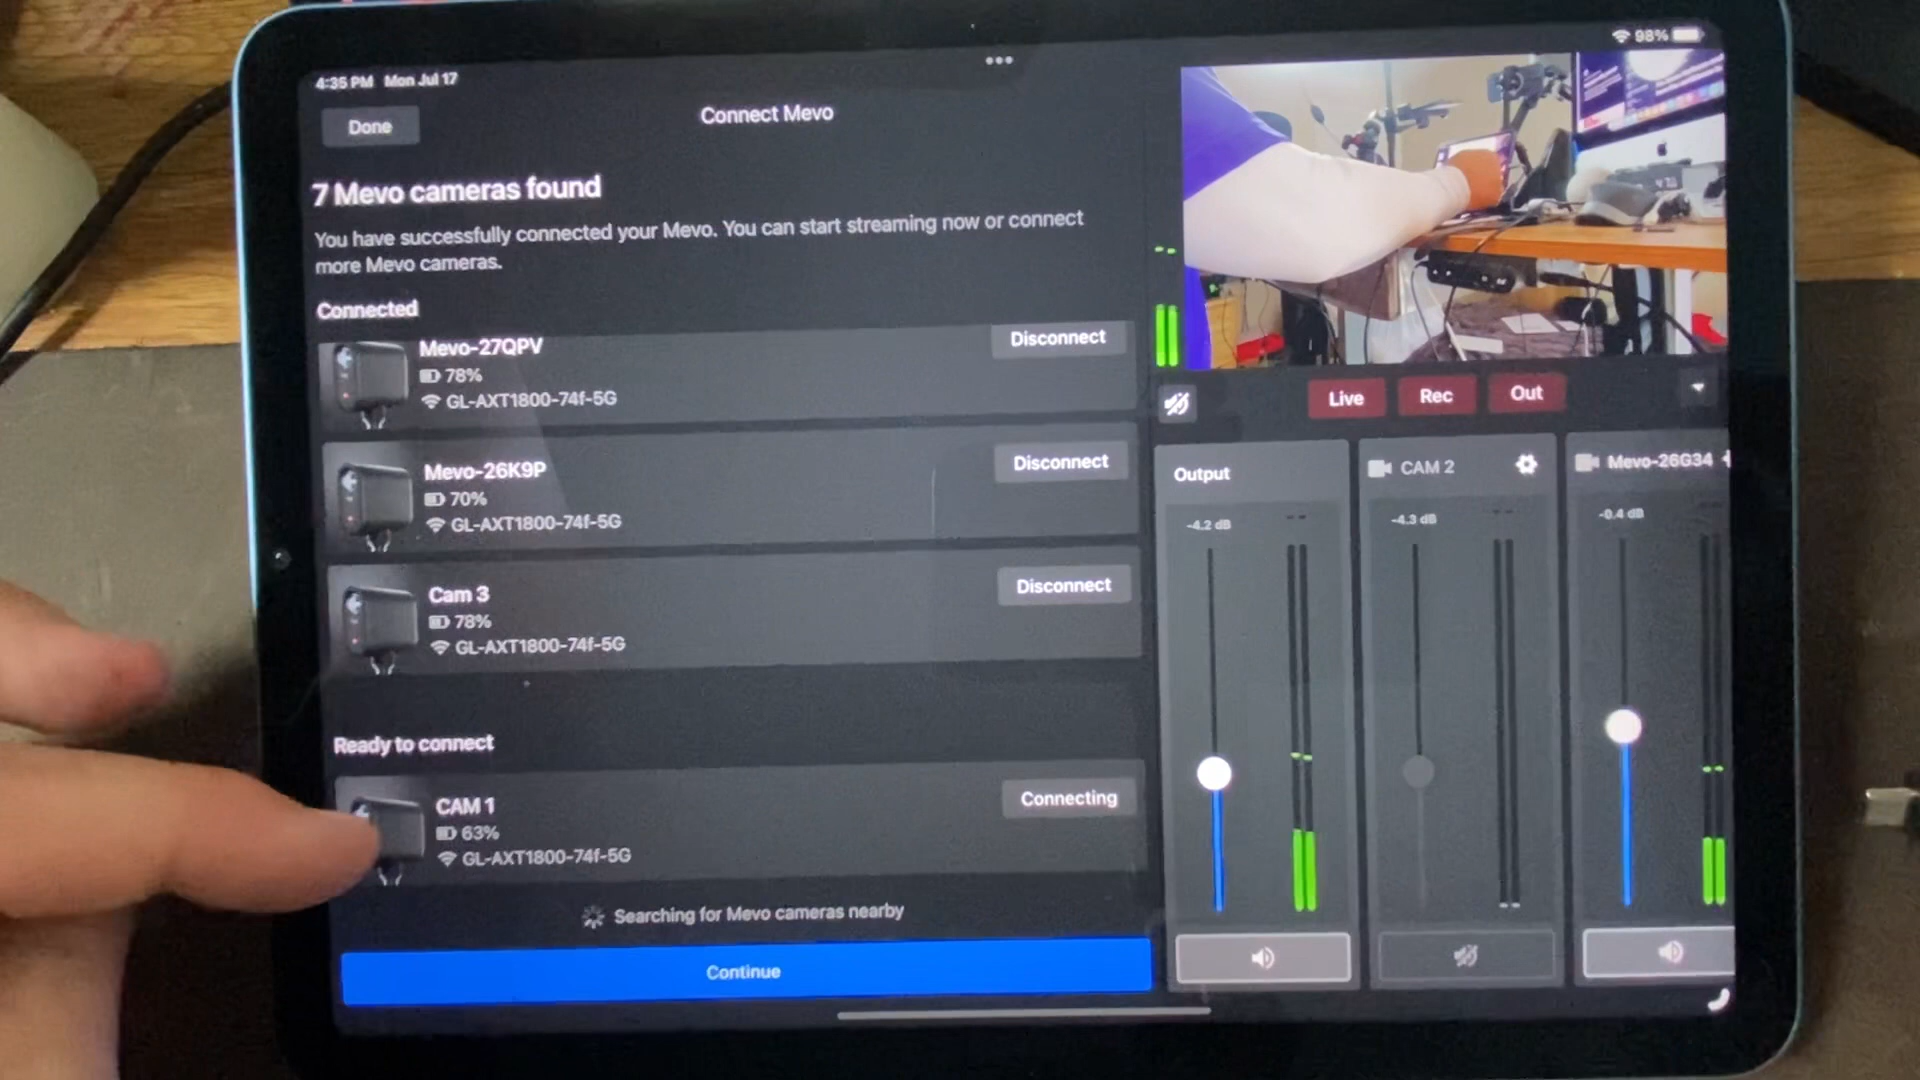 4:35 PM Mon Jul 17
98%
Done
Connect Mevo
7 Mevo cameras found
You have successfully connected your Mevo. You can start streaming now or connect
more Mevo cameras.
Connected
Mevo-27QPV
78%
GL-AXT1800-74f-5G
Disconnect
Mevo-26K9P
70%
GL-AXT1800-74f-5G
Disconnect
Cam 3
78%
GL-AXT1800-74f-5G
Disconnect
Ready to connect
CAM 1
63%
GL-AXT1800-74f-5G
Connecting
Searching for Mevo cameras nearby
Continue
Live
Rec
Out
Output
-4.2 dB
CAM 2
-4.3 dB
Mevo-26G34
-0.4 dB